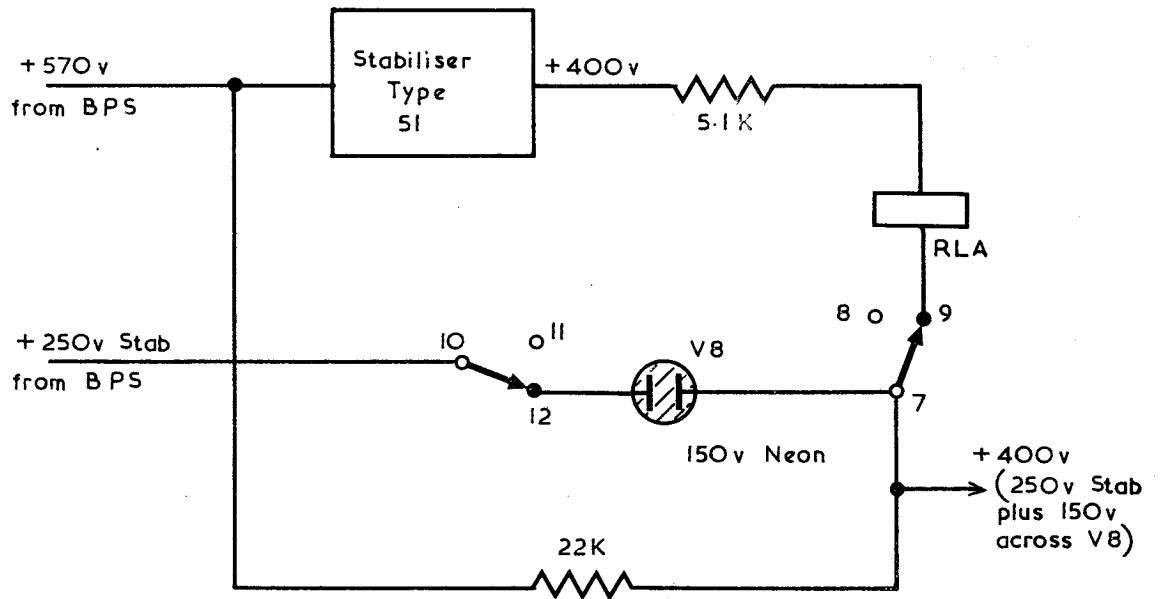 +570v
from BPS
Stabiliser
Type
51
+400v
5.1K
RLA
8
9
+250v Stab
from BPS
10
11
12
V8
7
150v Neon
+400v
(250v Stab
plus 150v
across V8)
22K